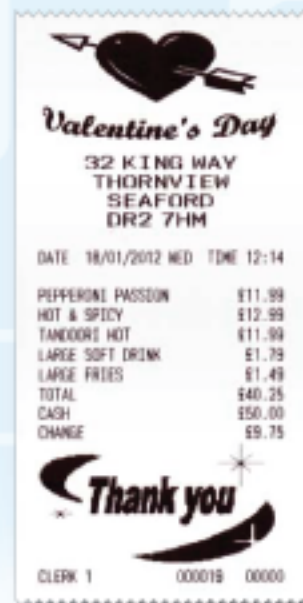 Valentine's Day
32 KING WAY
THORNVIEW
SEAFORD
DR2 7HM
DATE 18/01/2012 WED TIME 12:14
PEPPERONI PASSION £11.99
HOT & SPICY £12.99
TANDOORI HOT £11.99
LARGE SOFT DRINK £1.79
LARGE FRIES £1.49
TOTAL £40.25
CASH £50.00
CHANGE £9.75
Thank you
CLERK 1 000019 00000